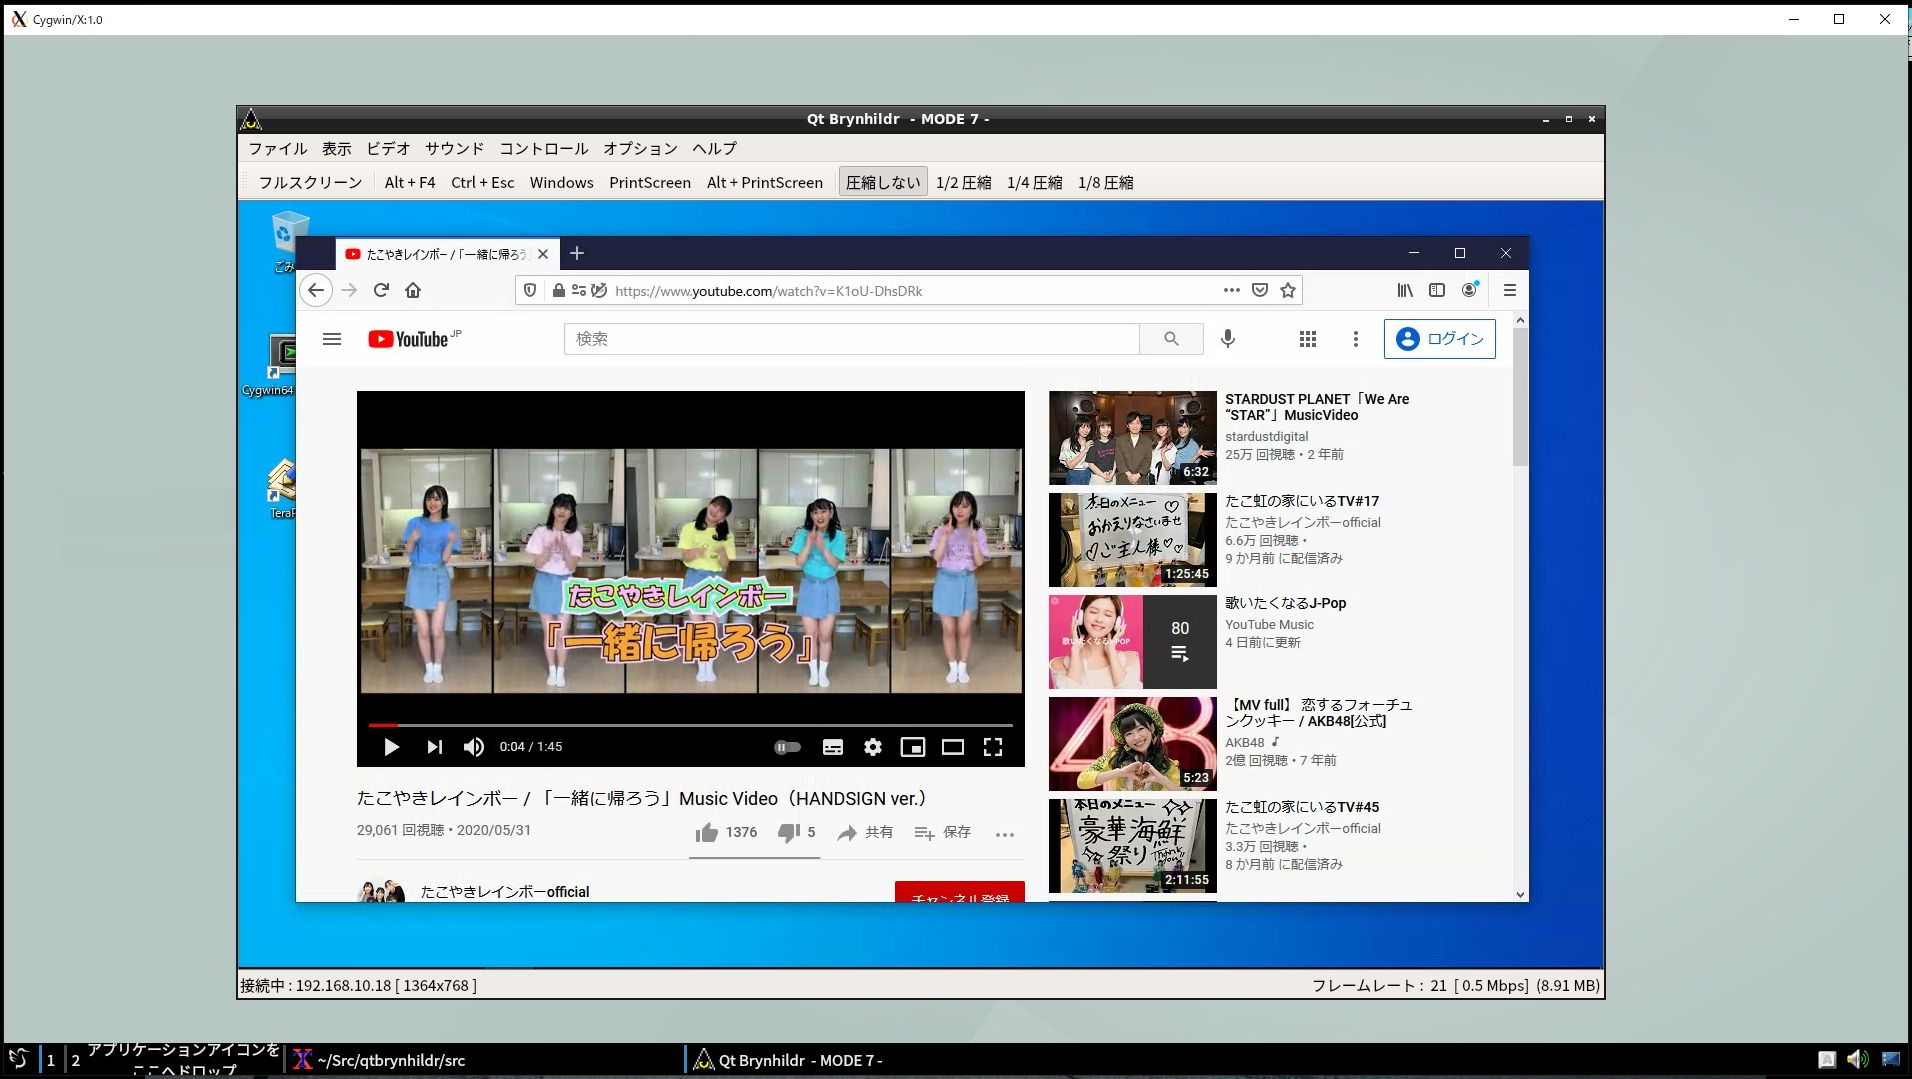 Cygwin/X:1.0
Qt Brynhildr - MODE 7 -
ファイル 表示 ビデオ サウンド コントロール オプション ヘルプ
フルスクリーン Alt + F4 Ctrl + Esc Windows PrintScreen Alt + PrintScreen 圧縮しない 1/2 圧縮 1/4 圧縮 1/8 圧縮
ごみ
Cygwin64
TeraP
たこやきレインボー / 「一緒に帰ろう
https://www.youtube.com/watch?v=K1oU-DhsDRk
YouTube JP
検索
ログイン
たこやきレインボー
「一緒に帰ろう」
0:04 / 1:45
たこやきレインボー / 「一緒に帰ろう」Music Video（HANDSIGN ver.）
29,061 回視聴・2020/05/31
1376 5 共有 保存
たこやきレインボーofficial
チャンネル登録
6:32
STARDUST PLANET「We Are
“STAR”」MusicVideo
stardustdigital
25万 回視聴・2 年前
本日のメニュー
おかえりなさいませ
ご主人様
1:25:45
たこ虹の家にいるTV#17
たこやきレインボーofficial
6.6万 回視聴・
9 か月前 に配信済み
歌いたくなるJ-POP
80
歌いたくなるJ-Pop
YouTube Music
4 日前に更新
48
5:23
【MV full】 恋するフォーチュ
ンクッキー / AKB48[公式]
AKB48 ♪
2億 回視聴・7 年前
本日のメニュー
豪華海鮮
祭り Thank you!!
2:11:55
たこ虹の家にいるTV#45
たこやきレインボーofficial
3.3万 回視聴・
8 か月前 に配信済み
接続中 : 192.168.10.18 [ 1364x768 ]
フレームレート : 21 [ 0.5 Mbps] (8.91 MB)
1 2 アプリケーションアイコンを
ここへドロップ
~/Src/qtbrynhildr/src
Qt Brynhildr - MODE 7 -
A